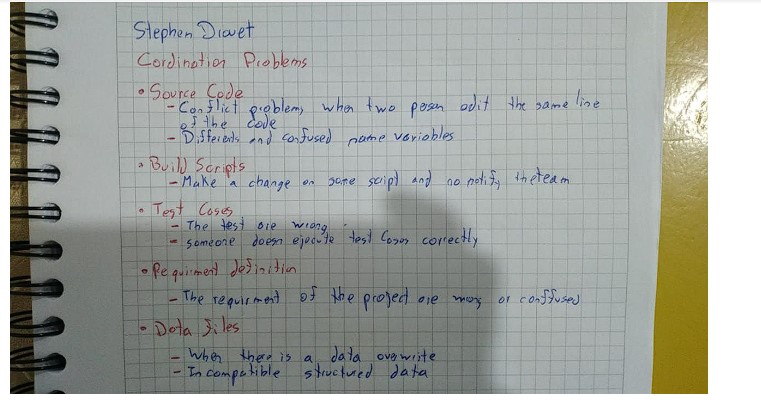 Stephen Drouet
Cordination Problems
• Source Code
- Conflict problems when two person edit the same line
of the code
- Differents and confused name variables
• Build Scripts
- Make a change on some script and no notify the team
• Test Cases
- The test are wrong
- someone doesn ejecute test Cases correctly
• Requirment definition
- The requirment of the project are wrong or conffused
• Data files
- When there is a data overwrite
- Incompatible structured data